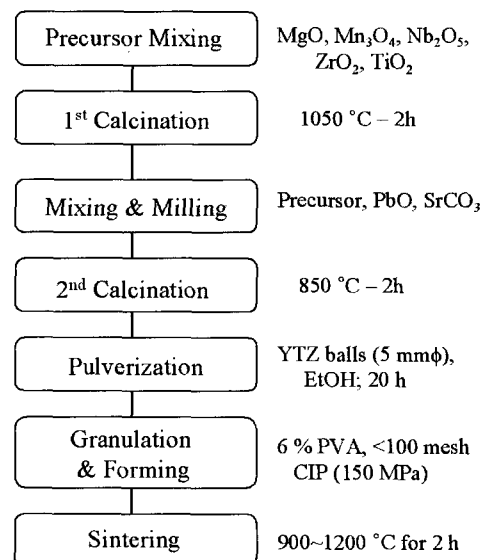 Precursor Mixing
MgO, Mn₃O₄, Nb₂O₅,
ZrO₂, TiO₂
1ˢᵗ Calcination
1050 °C – 2h
Mixing & Milling
Precursor, PbO, SrCO₃
2ⁿᵈ Calcination
850 °C – 2h
Pulverization
YTZ balls (5 mmϕ),
EtOH; 20 h
Granulation
& Forming
6 % PVA, <100 mesh
CIP (150 MPa)
Sintering
900~1200 °C for 2 h